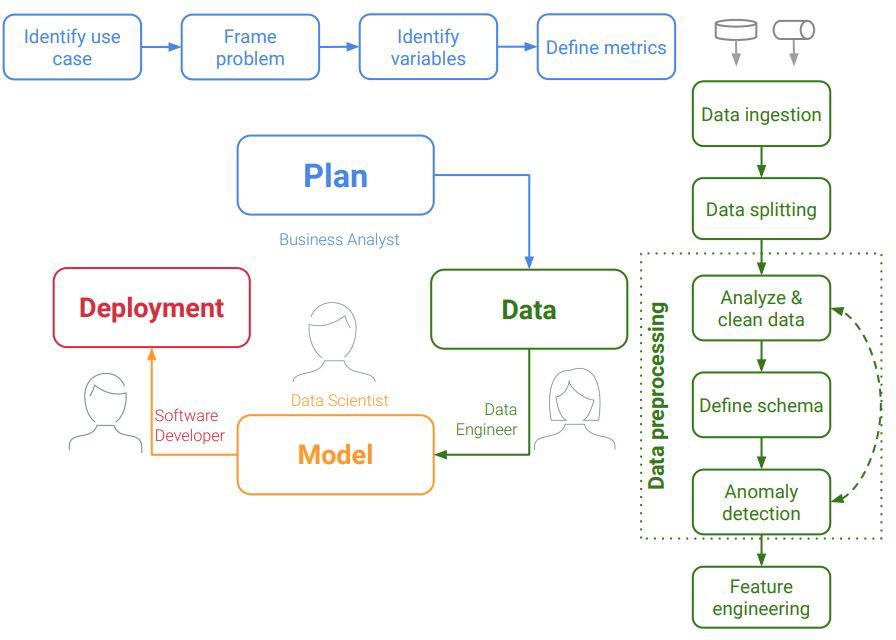 Identify use
case
Frame
problem
Identify
variables
Define metrics
Plan
Business Analyst
Deployment
Data
Data Scientist
Software
Developer
Data
Engineer
Model
Data ingestion
Data splitting
Data preprocessing
Analyze &
clean data
Define schema
Anomaly
detection
Feature
engineering